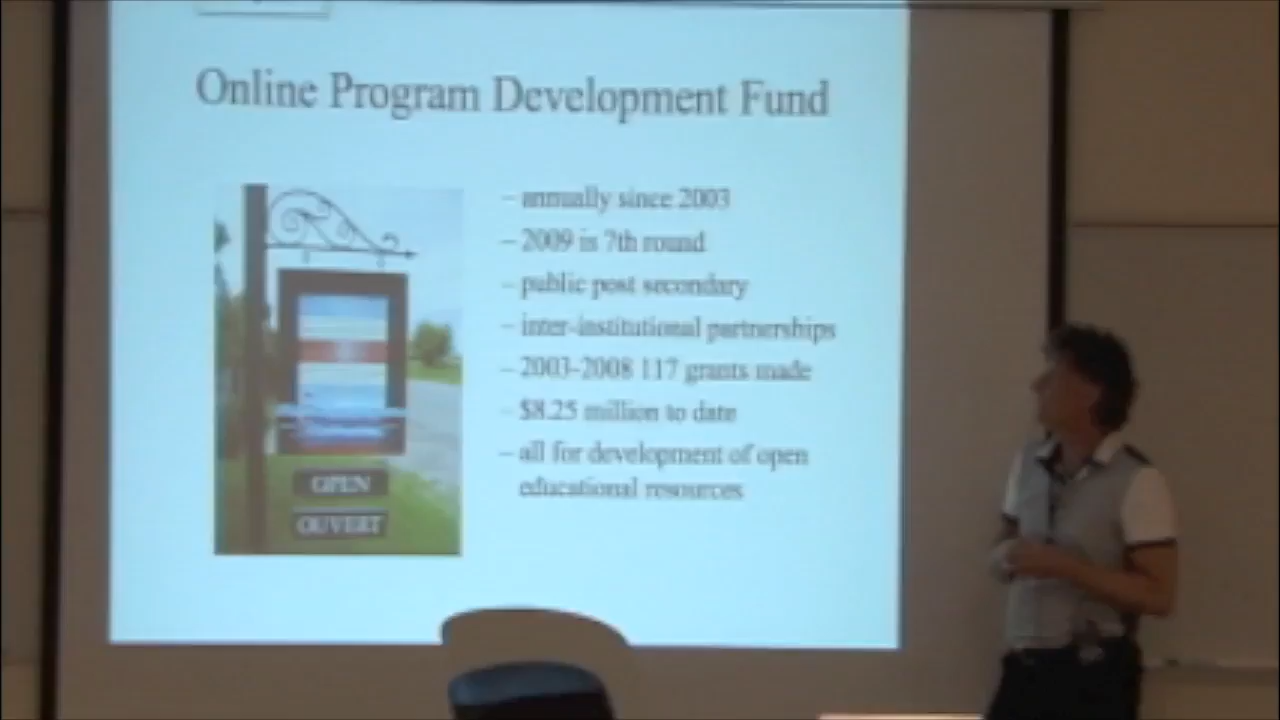 Online Program Development Fund
– annually since 2003
– 2009 is 7th round
– public post secondary
– inter-institutional partnerships
– 2003-2008 117 grants made
– $8.25 million to date
– all for development of open
educational resources
OPEN
OUVERT